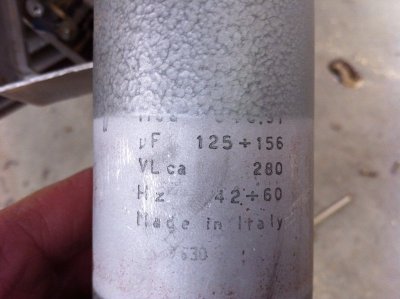 µF 125÷156
VLca 280
Hz 42÷60
Made in Italy